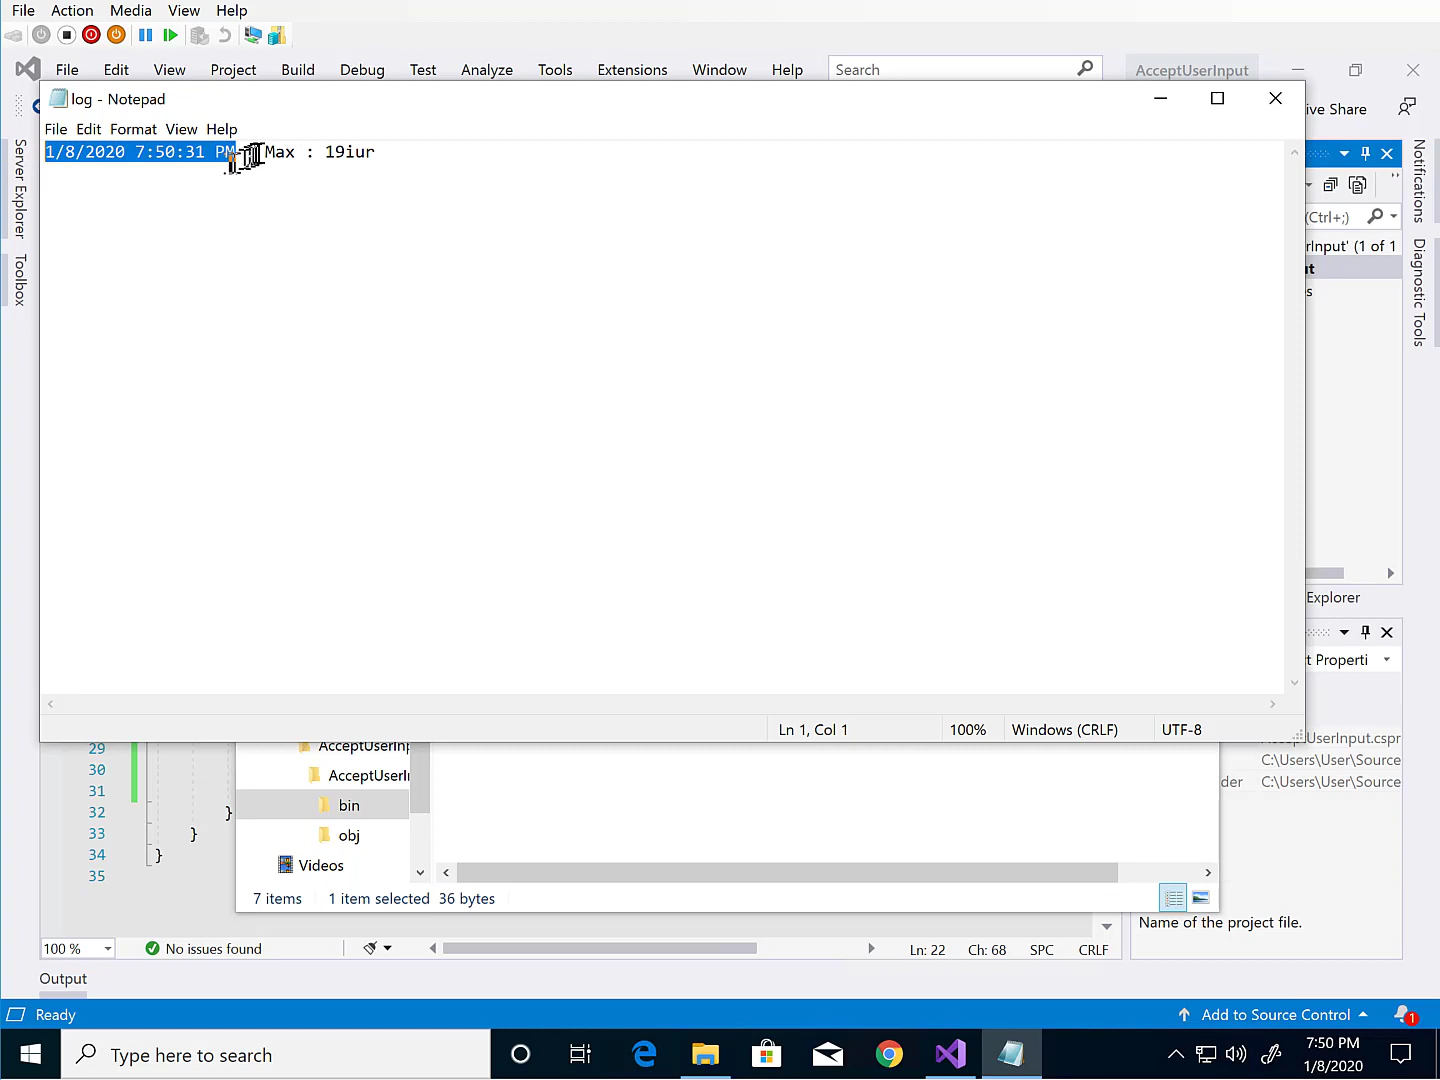 File Action Media View Help
File Edit View Project Build Debug Test Analyze Tools Extensions Window Help
Search
AcceptUserInput
log - Notepad
ive Share
File Edit Format View Help
1/8/2020 7:50:31 PM
Max : 19iur
Server Explorer
Toolbox
Notifications
Diagnostic Tools
(Ctrl+;)
rInput' (1 of 1
ut
s
Explorer
t Properti
Ln 1, Col 1
100%
Windows (CRLF)
UTF-8
UserInput.cspr
C:\Users\User\Source
der C:\Users\User\Source
Name of the project file.
29
30
31
32 }
33 }
34 }
35
AcceptUserInp
AcceptUserI
bin
obj
Videos
7 items
1 item selected 36 bytes
100 %
No issues found
Ln: 22
Ch: 68
SPC
CRLF
Output
Ready
Add to Source Control
1
Type here to search
7:50 PM
1/8/2020